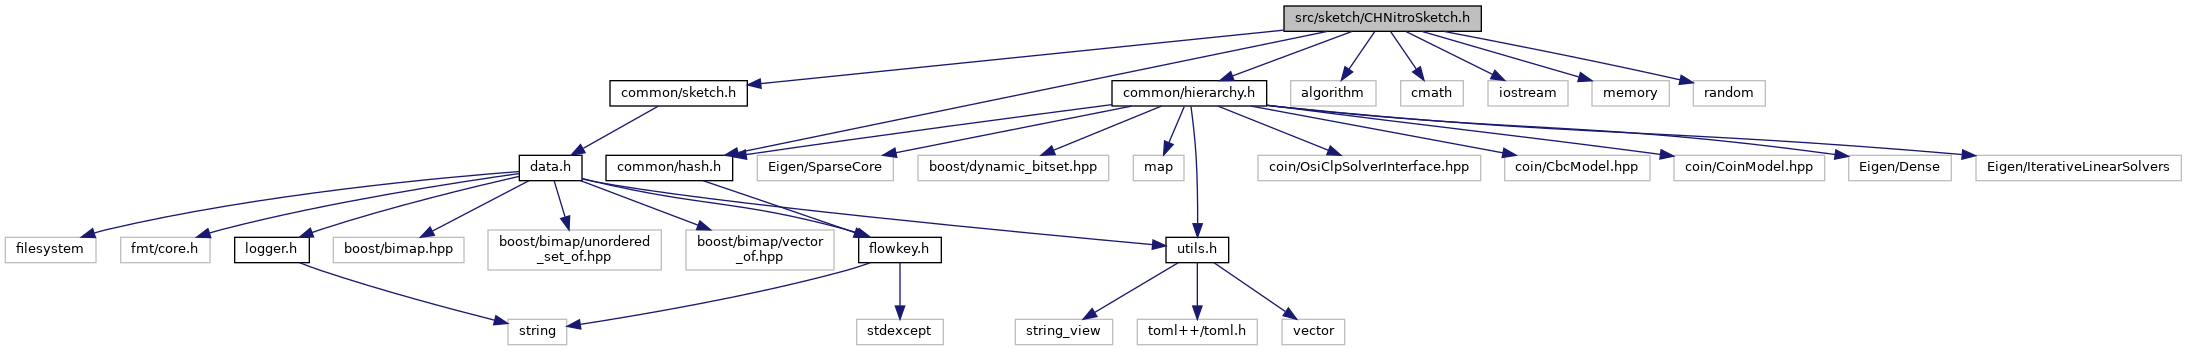 src/sketch/CHNitroSketch.h
common/sketch.h
common/hierarchy.h
algorithm
cmath
iostream
memory
random
data.h
common/hash.h
Eigen/SparseCore
boost/dynamic_bitset.hpp
map
coin/OsiClpSolverInterface.hpp
coin/CbcModel.hpp
coin/CoinModel.hpp
Eigen/Dense
Eigen/IterativeLinearSolvers
filesystem
fmt/core.h
logger.h
boost/bimap.hpp
boost/bimap/unordered
_set_of.hpp
boost/bimap/vector
_of.hpp
flowkey.h
utils.h
string
stdexcept
string_view
toml++/toml.h
vector